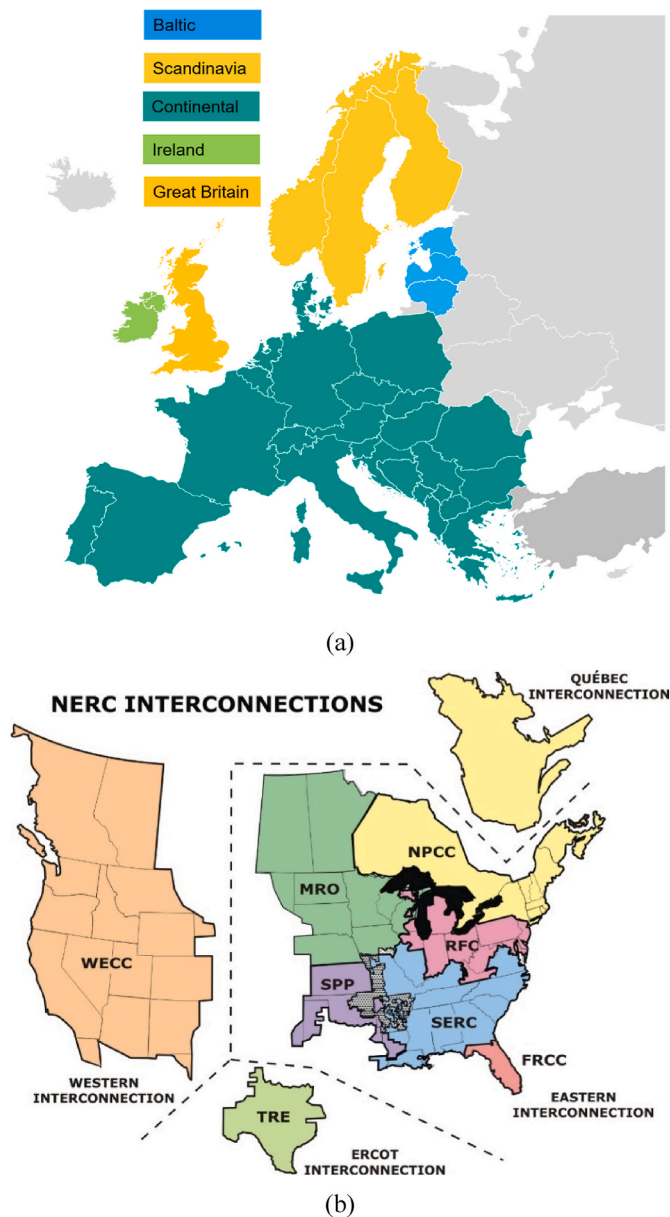 Baltic
Scandinavia
Continental
Ireland
Great Britain
(a)
NERC INTERCONNECTIONS
QUÉBEC
INTERCONNECTION
NPCC
MRO
RFC
WECC
SPP
SERC
FRCC
WESTERN
INTERCONNECTION
EASTERN
INTERCONNECTION
TRE
ERCOT
INTERCONNECTION
(b)